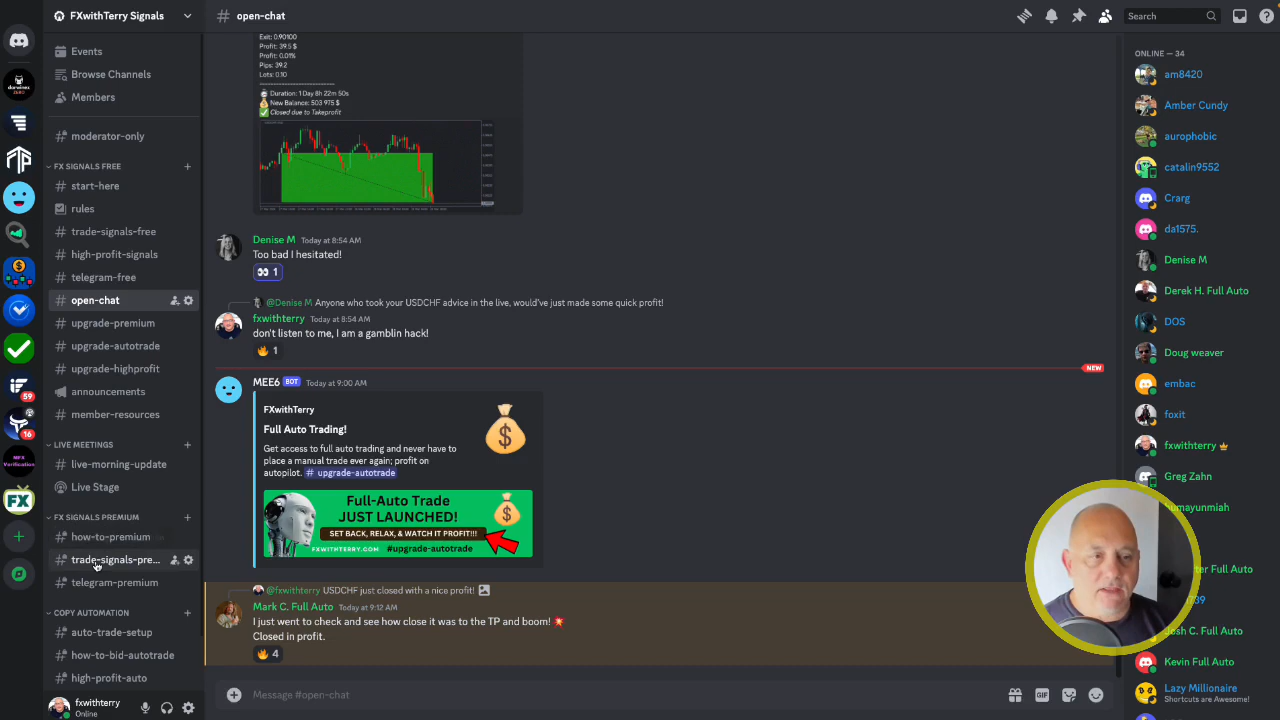 FXwithTerry Signals
# open-chat
Search
Events
Browse Channels
Members
moderator-only
FX SIGNALS FREE
start-here
rules
trade-signals-free
high-profit-signals
telegram-free
open-chat
upgrade-premium
upgrade-autotrade
upgrade-highprofit
announcements
member-resources
LIVE MEETINGS
live-morning-update
Live Stage
FX SIGNALS PREMIUM
how-to-premium
trade-signals-pre...
telegram-premium
COPY AUTOMATION
auto-trade-setup
how-to-bid-autotrade
high-profit-auto
fxwithterry
Online
59
16
MFX
Verification
FX
Exit: 0.90100
Profit: 39.5 $
Profit: 0.01%
Pips: 39.2
Lots: 0.10
Duration: 1 Day 8h 22m 50s
New Balance: 503 975 $
Closed due to Takeprofit
Denise M Today at 8:54 AM
Too bad I hesitated!
1
@Denise M Anyone who took your USDCHF advice in the live, would've just made some quick profit!
fxwithterry Today at 8:54 AM
don't listen to me, I am a gamblin hack!
1
NEW
MEE6 BOT Today at 9:00 AM
FXwithTerry
Full Auto Trading!
Get access to full auto trading and never have to
place a manual trade ever again; profit on
autopilot. # upgrade-autotrade
Full-Auto Trade
JUST LAUNCHED!
SET BACK, RELAX, & WATCH IT PROFIT!!!
FXWITHTERRY.COM #upgrade-autotrade
@fxwithterry USDCHF just closed with a nice profit!
Mark C. Full Auto Today at 9:12 AM
I just went to check and see how close it was to the TP and boom!
Closed in profit.
4
Message #open-chat
GIF
ONLINE — 34
am8420
Amber Cundy
aurophobic
catalin9552
Crarg
da1575.
Denise M
Derek H. Full Auto
DOS
Doug weaver
embac
foxit
fxwithterry
Greg Zahn
humayunmiah
ter Full Auto
Josh C. Full Auto
Kevin Full Auto
Lazy Millionaire
Shortcuts are Awesome!